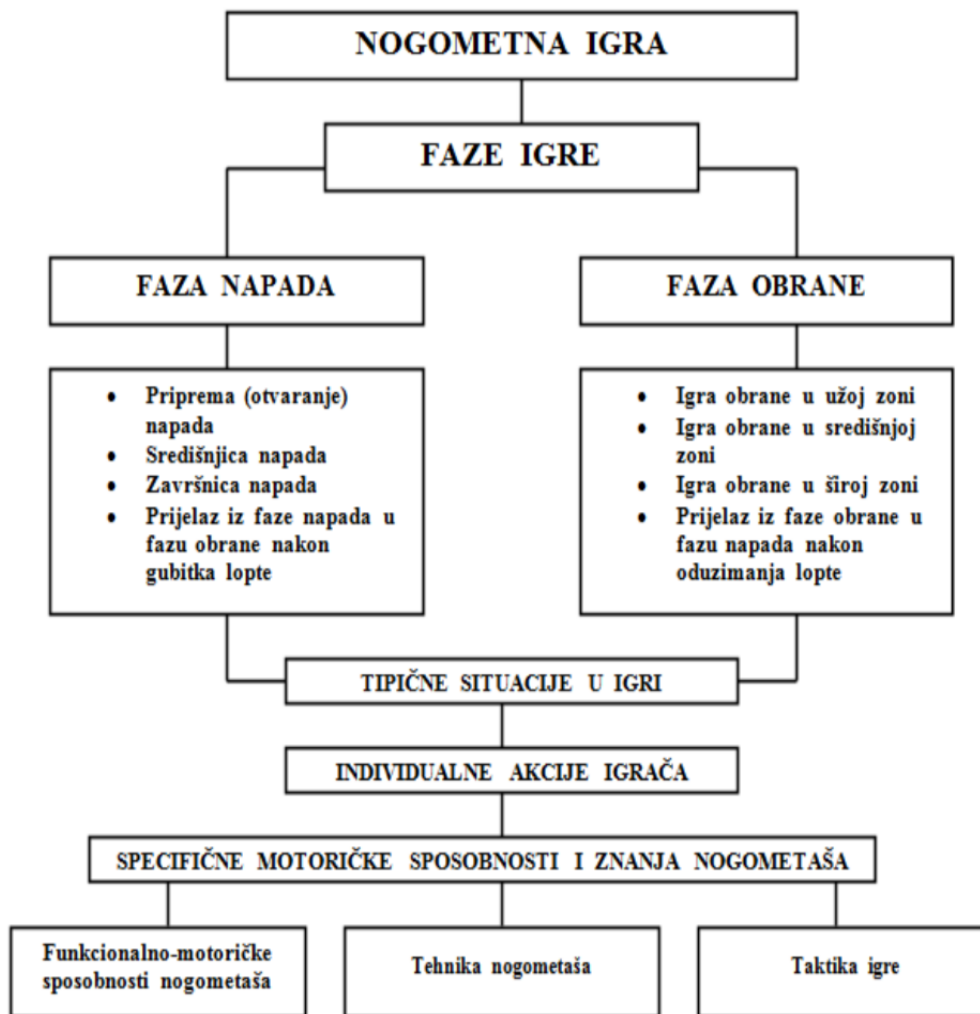 NOGOMETNA IGRA
FAZE IGRE
FAZA NAPADA
• Priprema (otvaranje)
napada
• Središnjica napada
• Završnica napada
• Prijelaz iz faze napada u
fazu obrane nakon
gubitka lopte
FAZA OBRANE
• Igra obrane u užoj zoni
• Igra obrane u središnjoj
zoni
• Igra obrane u široj zoni
• Prijelaz iz faze obrane u
fazu napada nakon
oduzimanja lopte
TIPIČNE SITUACIJE U IGRI
INDIVIDUALNE AKCIJE IGRAČA
SPECIFIČNE MOTORIČKE SPOSOBNOSTI I ZNANJA NOGOMETAŠA
Funkcionalno-motoričke
sposobnosti nogometaša
Tehnika nogometaša
Taktika igre